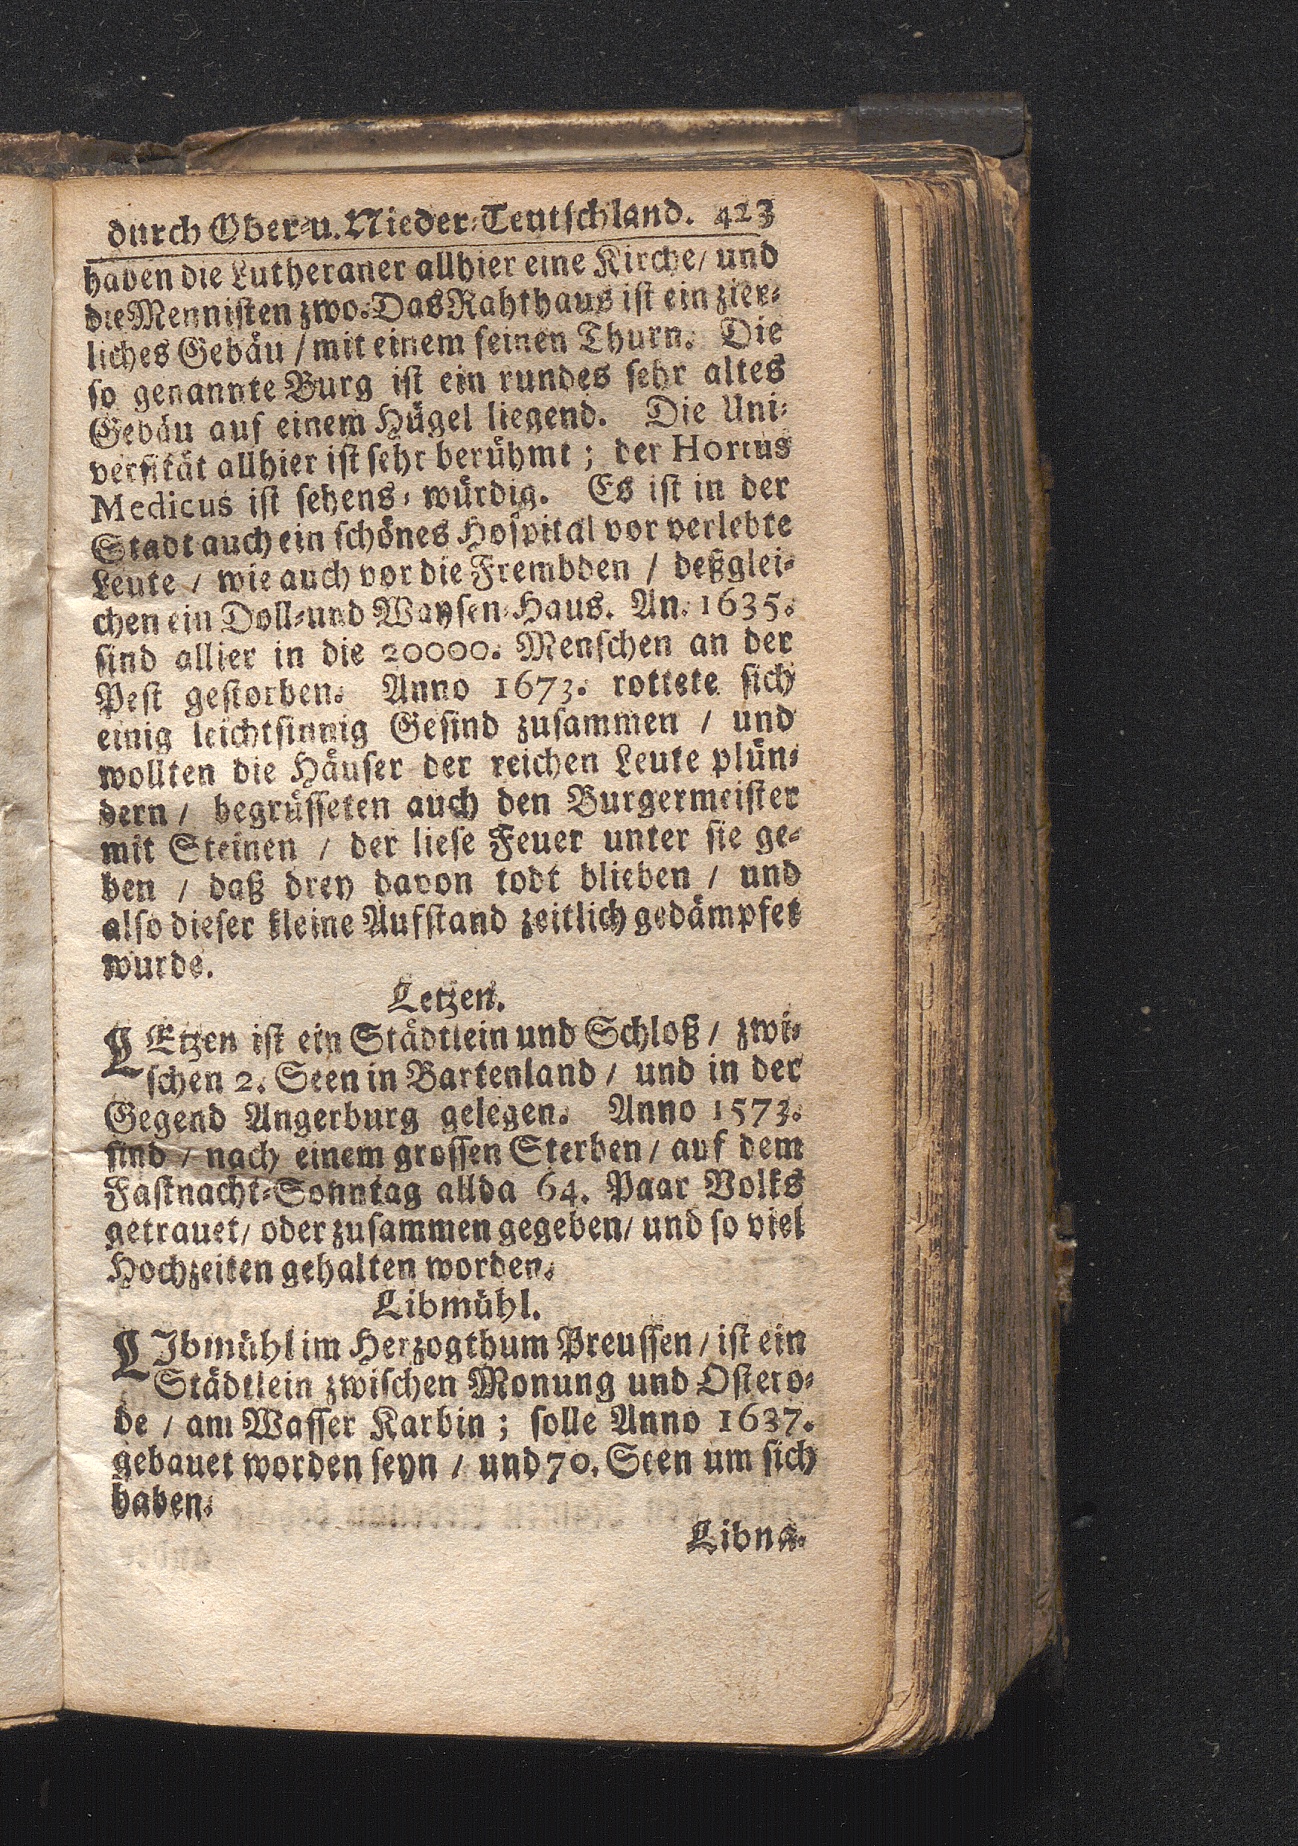 durch Ober-u. Nieder-Teutschland. 423
haben die Lutheraner allhier eine Kirche / und
die Mennisten zwo. Das Rahthaus ist ein zier-
liches Gebäu / mit einem feinen Thurn. Die
so genannte Burg ist ein rundes sehr altes
Gebäu auf einem Hügel liegend. Die Uni-
versität allhier ist sehr berühmt ; der Hortus
Medicus ist sehens-würdig. Es ist in der
Stadt auch ein schönes Hospital vor verlebte
Leute / wie auch vor die Frembden / deßglei-
chen ein Doll-und Waysen-Haus. An. 1635.
sind allier in die 20000. Menschen an der
Pest gestorben. Anno 1673. rottete sich
einig leichtsinnig Gesind zusammen / und
wollten die Häuser der reichen Leute plün-
dern / begrüsseten auch den Burgermeister
mit Steinen / der liese Feuer unter sie ge-
ben / daß drey davon todt blieben / und
also dieser kleine Aufstand zeitlich gedämpfet
wurde.
Letzen.
LEtzen ist ein Städtlein und Schloß / zwi-
schen 2. Seen in Bartenland / und in der
Gegend Angerburg gelegen. Anno 1573.
sind / nach einem grossen Sterben / auf dem
Fastnacht-Sonntag allda 64. Paar Volks
getrauet / oder zusammen gegeben / und so viel
Hochzeiten gehalten worden.
Libmühl.
LIbmühl im Herzogthum Preussen / ist ein
Städtlein zwischen Monung und Ostero-
de / am Wasser Karbin ; solle Anno 1637.
gebauet worden seyn / und 70. Seen um sich
haben.
Libna.